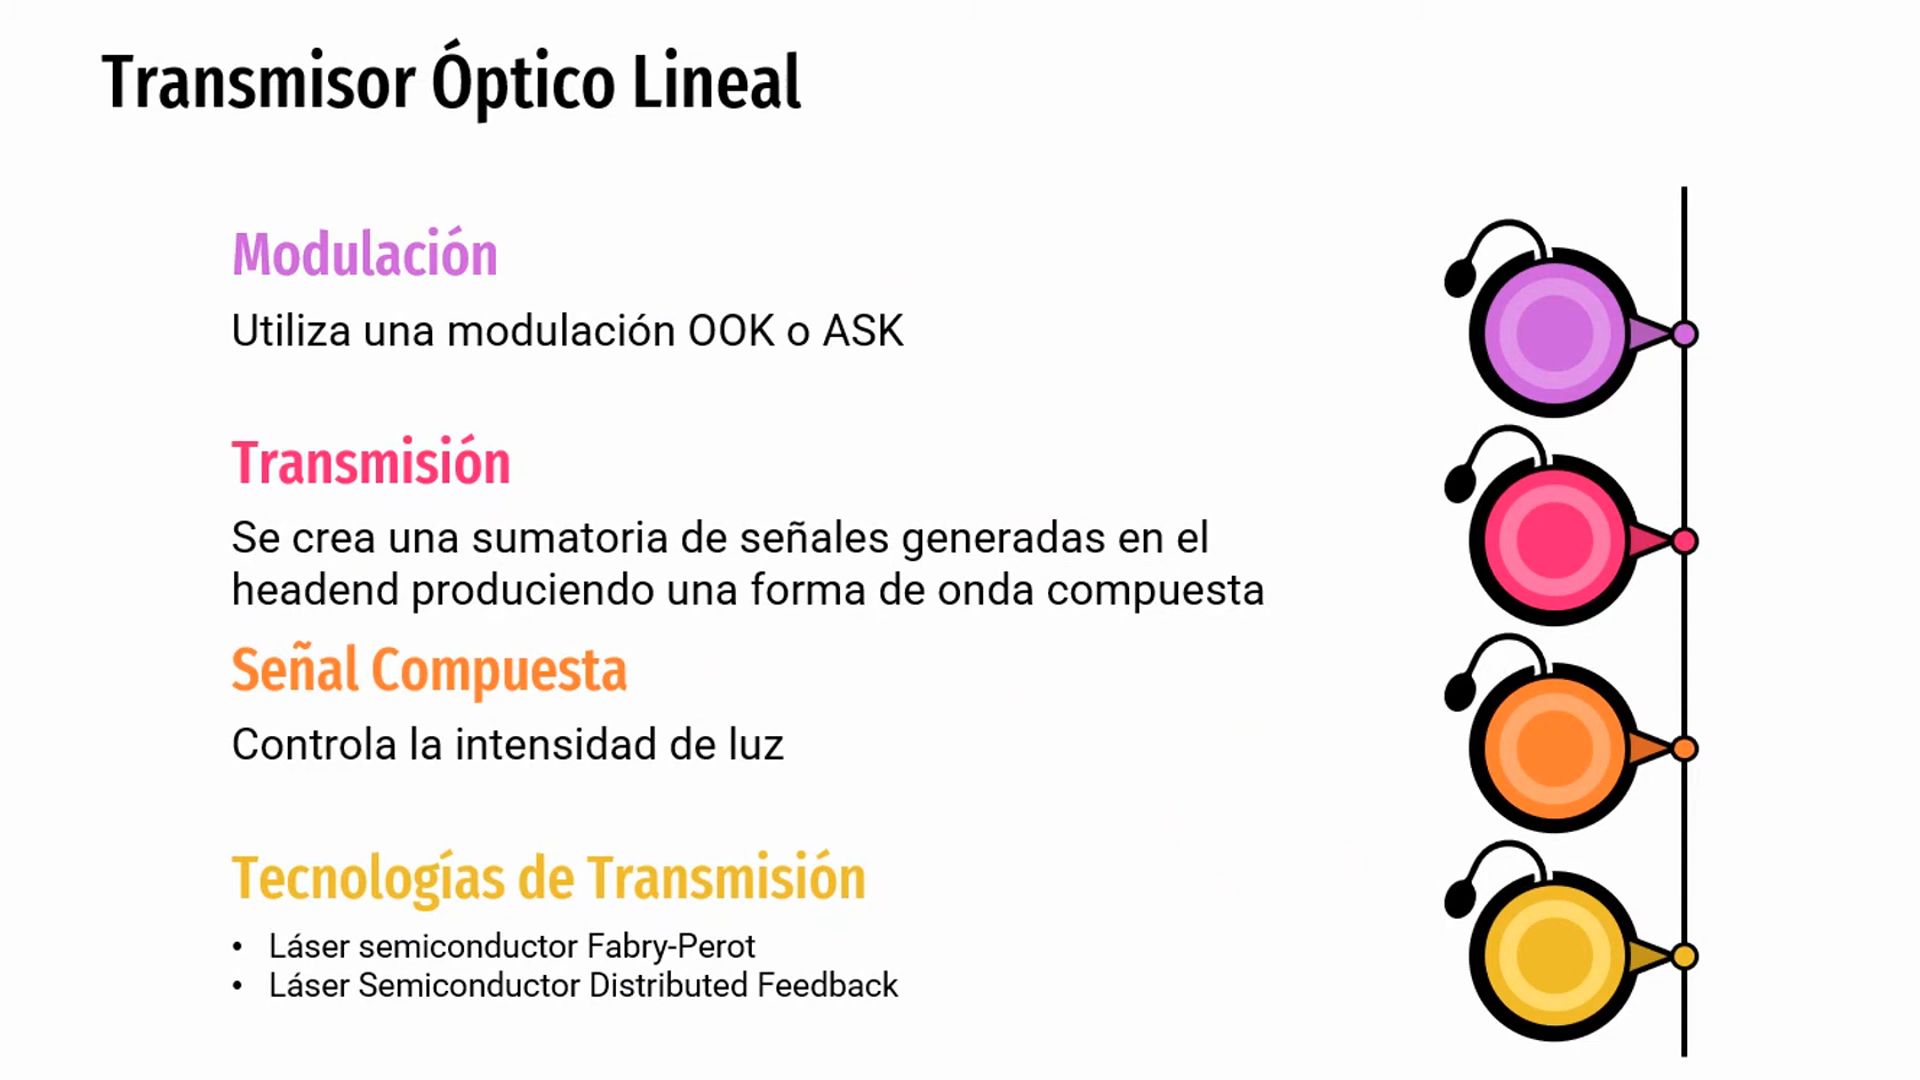 Transmisor Óptico Lineal
Modulación
Utiliza una modulación OOK o ASK
Transmisión
Se crea una sumatoria de señales generadas en el
headend produciendo una forma de onda compuesta
Señal Compuesta
Controla la intensidad de luz
Tecnologías de Transmisión
• Láser semiconductor Fabry-Perot
• Láser Semiconductor Distributed Feedback